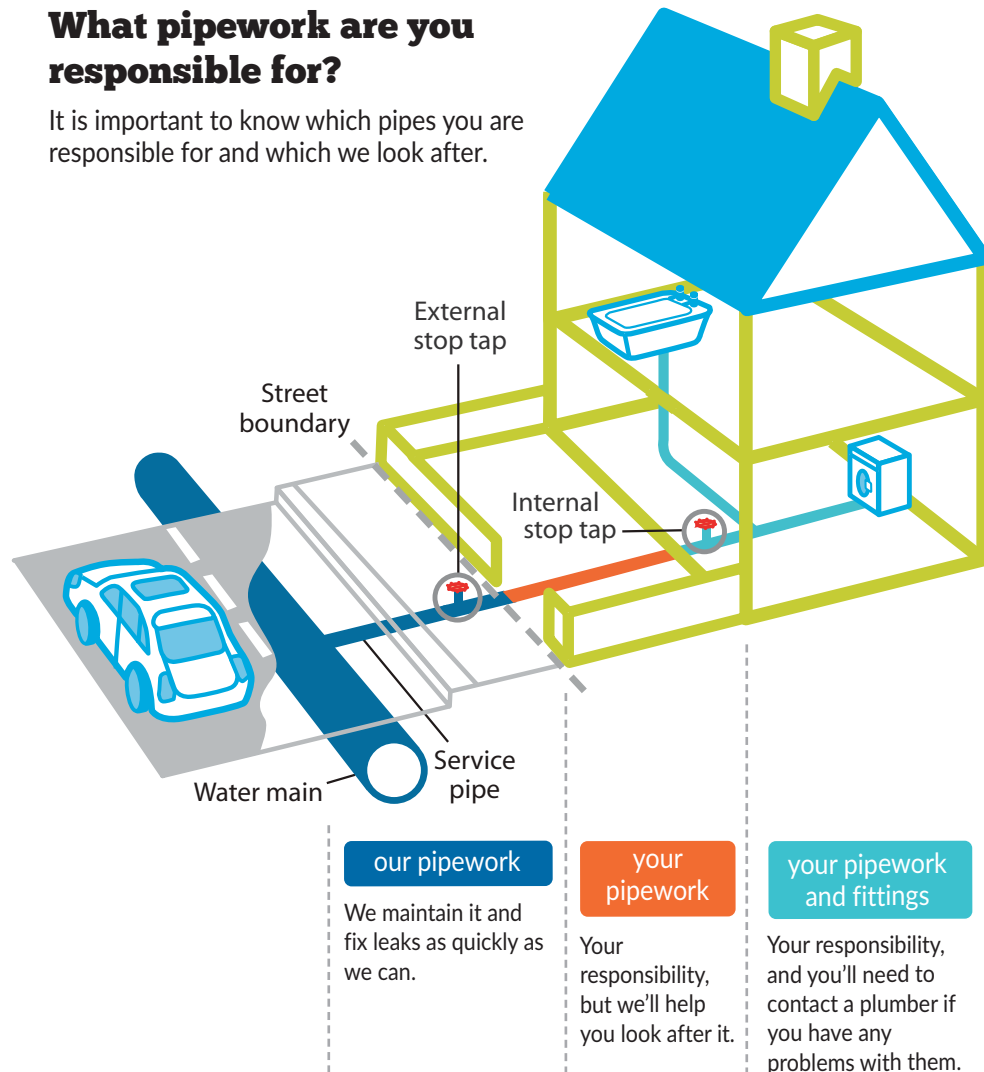 What pipework are you
responsible for?
It is important to know which pipes you are
responsible for and which we look after.
External
stop tap
Street
boundary
Internal
stop tap
Service
pipe
Water main
our pipework
We maintain it and
fix leaks as quickly as
we can.
your
pipework
Your
responsibility,
but we'll help
you look after it.
your pipework
and fittings
Your responsibility,
and you'll need to
contact a plumber if
you have any
problems with them.